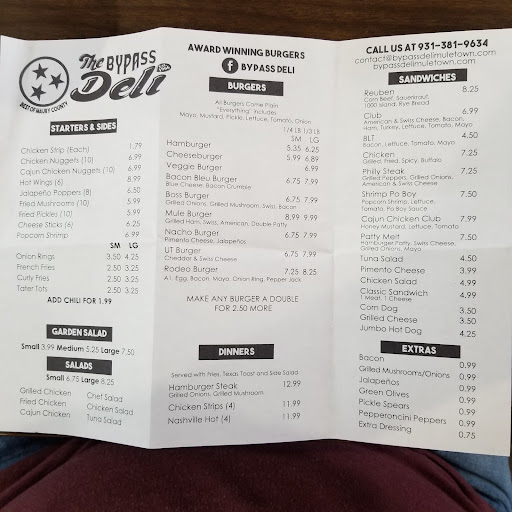 The BYPASS
Deli
BEST OF MAURY COUNTY
STARTERS & SIDES
Chicken Strip (Each) 1.79
Chicken Nuggets (10) 6.99
Cajun Chicken Nuggets (10) 6.99
Hot Wings (6) 8.99
Jalapeño Poppers (8) 6.50
Fried Mushrooms (10) 5.99
Fried Pickles (10) 5.99
Cheese Sticks (6) 6.25
Popcorn Shrimp 6.99
SM LG
Onion Rings 3.50 4.25
French Fries 2.50 3.25
Curly Fries 2.50 3.25
Tater Tots 2.50 3.25
ADD CHILI FOR 1.99
GARDEN SALAD
Small 3.99 Medium 5.25 Large 7.50
SALADS
Small 6.75 Large 8.25
Grilled Chicken Chef Salad
Fried Chicken Chicken Salad
Cajun Chicken Tuna Salad
AWARD WINNING BURGERS
f BYPASS DELI
BURGERS
All Burgers Come Plain
"Everything" Includes
Mayo, Mustard, Pickle, Lettuce, Tomato, Onion
1/4 LB 1/3 LB
SM LG
Hamburger 5.35 6.25
Cheeseburger 5.99 6.89
Veggie Burger 6.99
Bacon Bleu Burger 6.75 7.99
Blue Cheese, Bacon Crumese
Boss Burger 6.75 7.99
Grilled Onions, Grilled Mushroom, Swiss, Bacon
Mule Burger 8.99 9.99
Grilled Ham, Swiss, American, Double Patty
Nacho Burger 6.75 7.99
Pimento Cheese, Jalapeños
UT Burger 6.75 7.99
Cheddar & Swiss Cheese
Rodeo Burger 7.25 8.25
A1, Egg, Bacon, Mayo, Onion Ring, Pepper Jack
MAKE ANY BURGER A DOUBLE
FOR 2.50 MORE
DINNERS
Served with Fries, Texas Toast and Side Salad
Hamburger Steak 12.99
Grilled Onions, Grilled Mushroom
Chicken Strips (4) 11.99
Nashville Hot (4) 11.99
CALL US AT 931-381-9634
contact@bypassdelimuletown.com
bypassdelimuletown.com
SANDWICHES
Reuben 8.25
Corn Beef, Sauerkraut,
1000 Island, Rye Bread
Club 6.99
American & Swiss Cheese, Bacon,
Ham, Turkey, Lettuce, Tomato, Mayo
BLT 4.50
Bacon, Lettuce, Tomato, Mayo
Chicken 7.25
Grilled, Fried, Spicy, Buffalo
Philly Steak 7.25
Grilled Peppers, Grilled Onions,
American & Swiss Cheese
Shrimp Po Boy 7.50
Popcorn Shrimp, Lettuce,
Tomato, Po Boy Sauce
Cajun Chicken Club 7.99
Honey Mustard, Lettuce, Tomato
Patty Melt 7.50
Hamburger Patty, Swiss Cheese,
Mayo, Grilled Onions
Tuna Salad 4.50
Pimento Cheese 3.99
Chicken Salad 4.99
Classic Sandwich 4.99
1 Meat, 1 Cheese
Corn Dog 3.50
Grilled Cheese 3.50
Jumbo Hot Dog 4.25
EXTRAS
Bacon 0.99
Grilled Mushrooms/Onions 0.99
Jalapeños 0.99
Green Olives 0.99
Pickle Spears 0.99
Pepperoncini Peppers 0.99
Extra Dressing 0.75